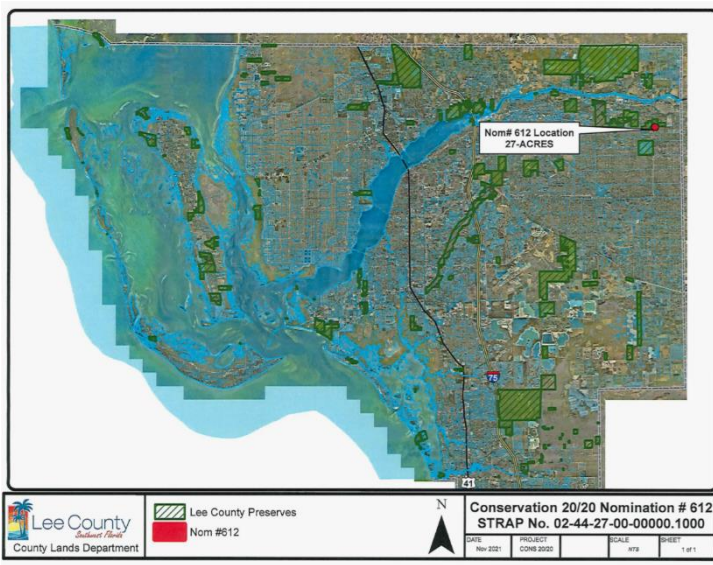 Nom# 612 Location
27-ACRES
75
41
Lee County
Southwest Florida
County Lands Department
Lee County Preserves
Nom #612
N
Conservation 20/20 Nomination # 612
STRAP No. 02-44-27-00-00000.1000
DATE
Nov 2021
PROJECT
CONS 20/20
SCALE
NTS
SHEET
1 of 1